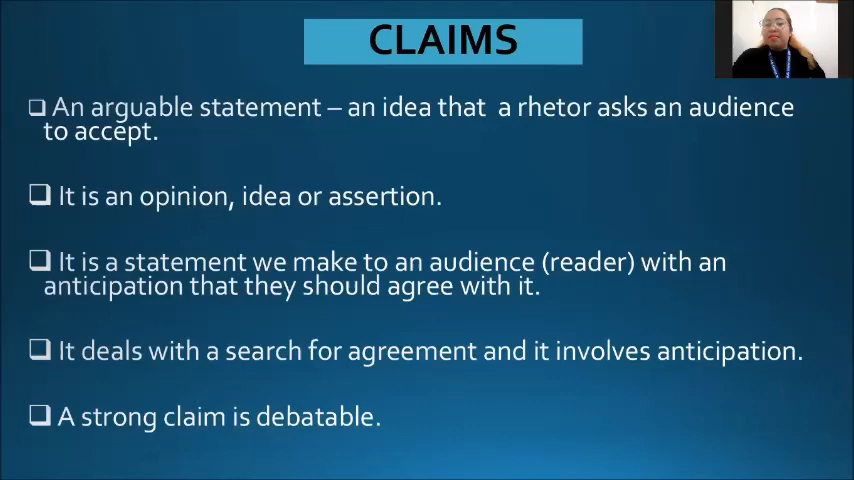 CLAIMS
❑ An arguable statement – an idea that a rhetor asks an audience
to accept.
❑ It is an opinion, idea or assertion.
❑ It is a statement we make to an audience (reader) with an
anticipation that they should agree with it.
❑ It deals with a search for agreement and it involves anticipation.
❑ A strong claim is debatable.